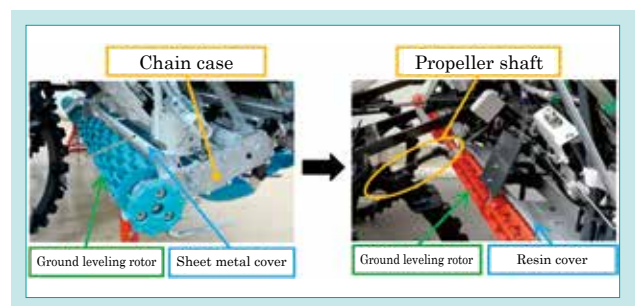 Chain case
Propeller shaft
Ground leveling rotor
Sheet metal cover
Ground leveling rotor
Resin cover